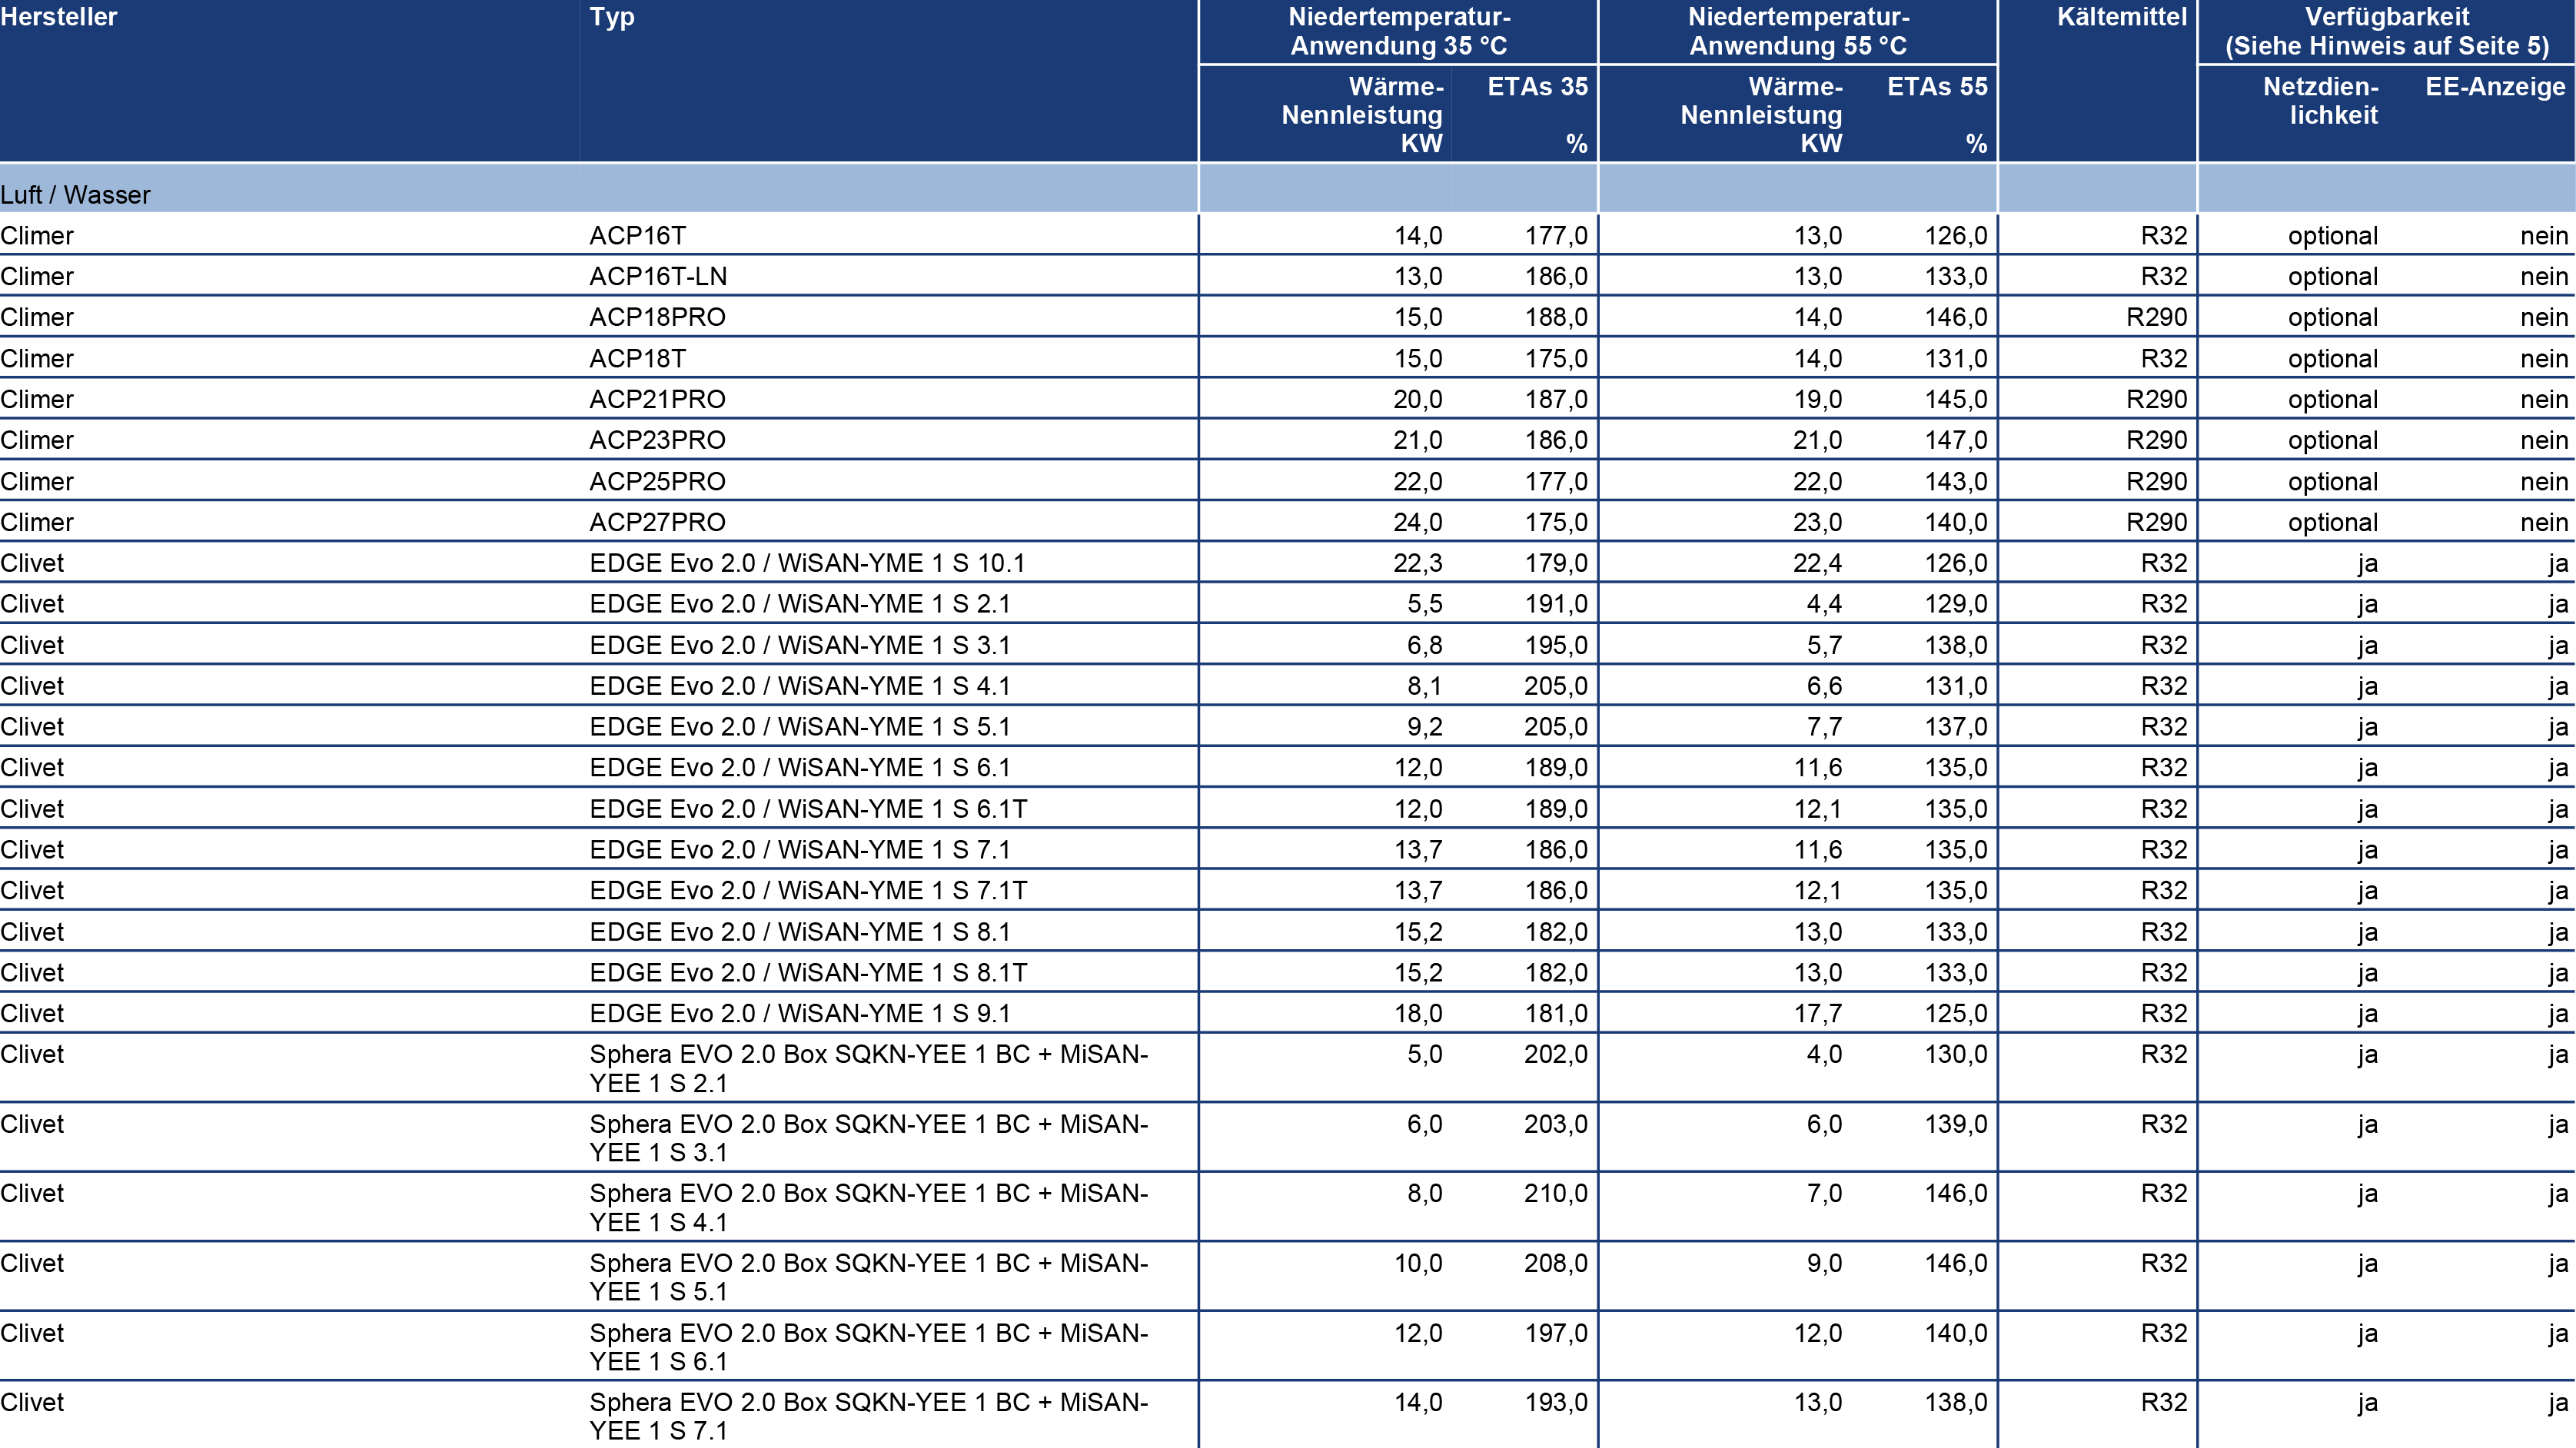 Hersteller Typ Niedertemperatur- Niedertemperatur- Kältemittel Verfügbarkeit
Anwendung 35 °C Anwendung 55 °C (Siehe Hinweis auf Seite 5)
Wärme- ETAs 35 Wärme- ETAs 55 Netzdien- EE-Anzeige
Nennleistung Nennleistung lichkeit
KW % KW %
Luft / Wasser
Climer ACP16T 14,0 177,0 13,0 126,0 R32 optional nein
Climer ACP16T-LN 13,0 186,0 13,0 133,0 R32 optional nein
Climer ACP18PRO 15,0 188,0 14,0 146,0 R290 optional nein
Climer ACP18T 15,0 175,0 14,0 131,0 R32 optional nein
Climer ACP21PRO 20,0 187,0 19,0 145,0 R290 optional nein
Climer ACP23PRO 21,0 186,0 21,0 147,0 R290 optional nein
Climer ACP25PRO 22,0 177,0 22,0 143,0 R290 optional nein
Climer ACP27PRO 24,0 175,0 23,0 140,0 R290 optional nein
Clivet EDGE Evo 2.0 / WiSAN-YME 1 S 10.1 22,3 179,0 22,4 126,0 R32 ja ja
Clivet EDGE Evo 2.0 / WiSAN-YME 1 S 2.1 5,5 191,0 4,4 129,0 R32 ja ja
Clivet EDGE Evo 2.0 / WiSAN-YME 1 S 3.1 6,8 195,0 5,7 138,0 R32 ja ja
Clivet EDGE Evo 2.0 / WiSAN-YME 1 S 4.1 8,1 205,0 6,6 131,0 R32 ja ja
Clivet EDGE Evo 2.0 / WiSAN-YME 1 S 5.1 9,2 205,0 7,7 137,0 R32 ja ja
Clivet EDGE Evo 2.0 / WiSAN-YME 1 S 6.1 12,0 189,0 11,6 135,0 R32 ja ja
Clivet EDGE Evo 2.0 / WiSAN-YME 1 S 6.1T 12,0 189,0 12,1 135,0 R32 ja ja
Clivet EDGE Evo 2.0 / WiSAN-YME 1 S 7.1 13,7 186,0 11,6 135,0 R32 ja ja
Clivet EDGE Evo 2.0 / WiSAN-YME 1 S 7.1T 13,7 186,0 12,1 135,0 R32 ja ja
Clivet EDGE Evo 2.0 / WiSAN-YME 1 S 8.1 15,2 182,0 13,0 133,0 R32 ja ja
Clivet EDGE Evo 2.0 / WiSAN-YME 1 S 8.1T 15,2 182,0 13,0 133,0 R32 ja ja
Clivet EDGE Evo 2.0 / WiSAN-YME 1 S 9.1 18,0 181,0 17,7 125,0 R32 ja ja
Clivet Sphera EVO 2.0 Box SQKN-YEE 1 BC + MiSAN- 5,0 202,0 4,0 130,0 R32 ja ja
YEE 1 S 2.1
Clivet Sphera EVO 2.0 Box SQKN-YEE 1 BC + MiSAN- 6,0 203,0 6,0 139,0 R32 ja ja
YEE 1 S 3.1
Clivet Sphera EVO 2.0 Box SQKN-YEE 1 BC + MiSAN- 8,0 210,0 7,0 146,0 R32 ja ja
YEE 1 S 4.1
Clivet Sphera EVO 2.0 Box SQKN-YEE 1 BC + MiSAN- 10,0 208,0 9,0 146,0 R32 ja ja
YEE 1 S 5.1
Clivet Sphera EVO 2.0 Box SQKN-YEE 1 BC + MiSAN- 12,0 197,0 12,0 140,0 R32 ja ja
YEE 1 S 6.1
Clivet Sphera EVO 2.0 Box SQKN-YEE 1 BC + MiSAN- 14,0 193,0 13,0 138,0 R32 ja ja
YEE 1 S 7.1